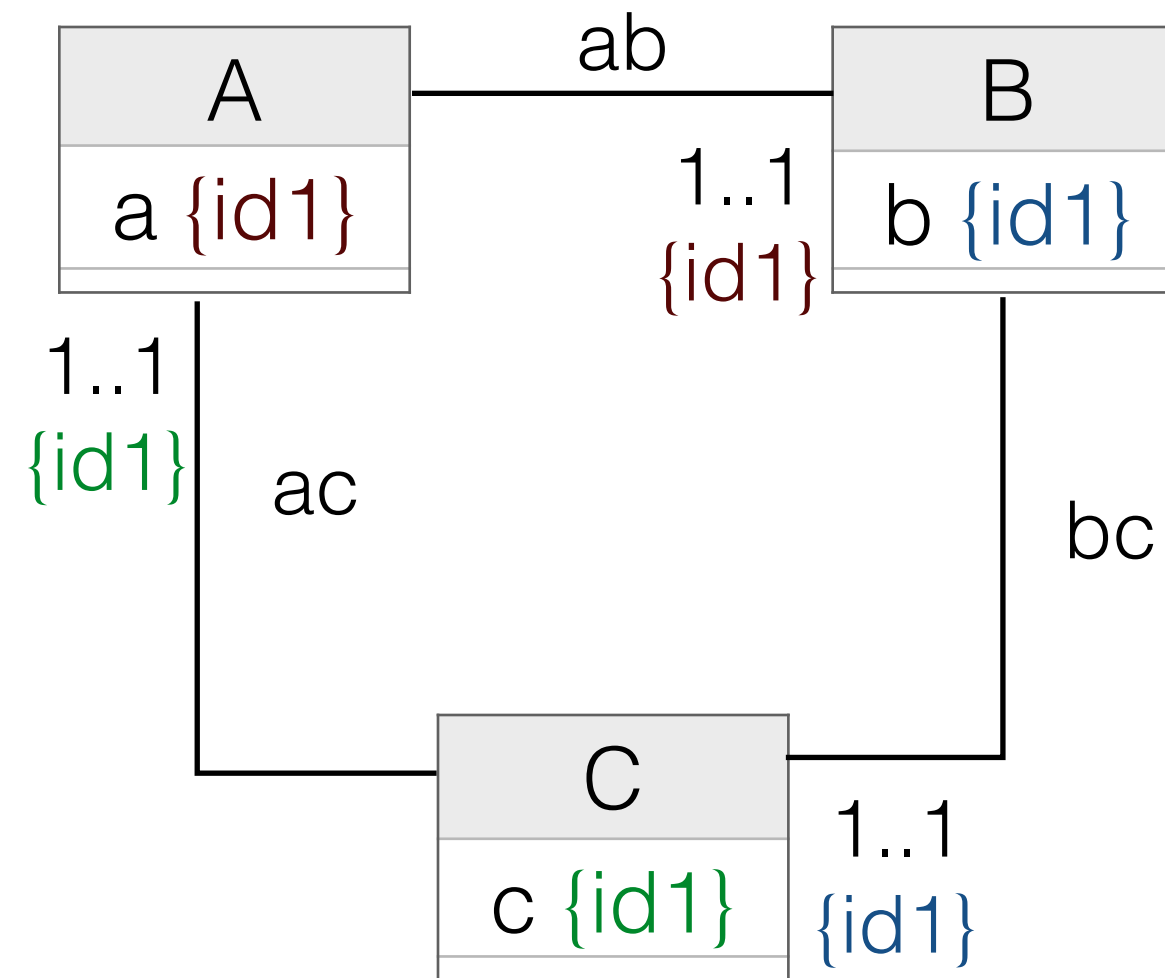 A
a {id1}
ab
B
b {id1}
1..1
{id1}
1..1
{id1}
ac
bc
C
c {id1}
1..1
{id1}